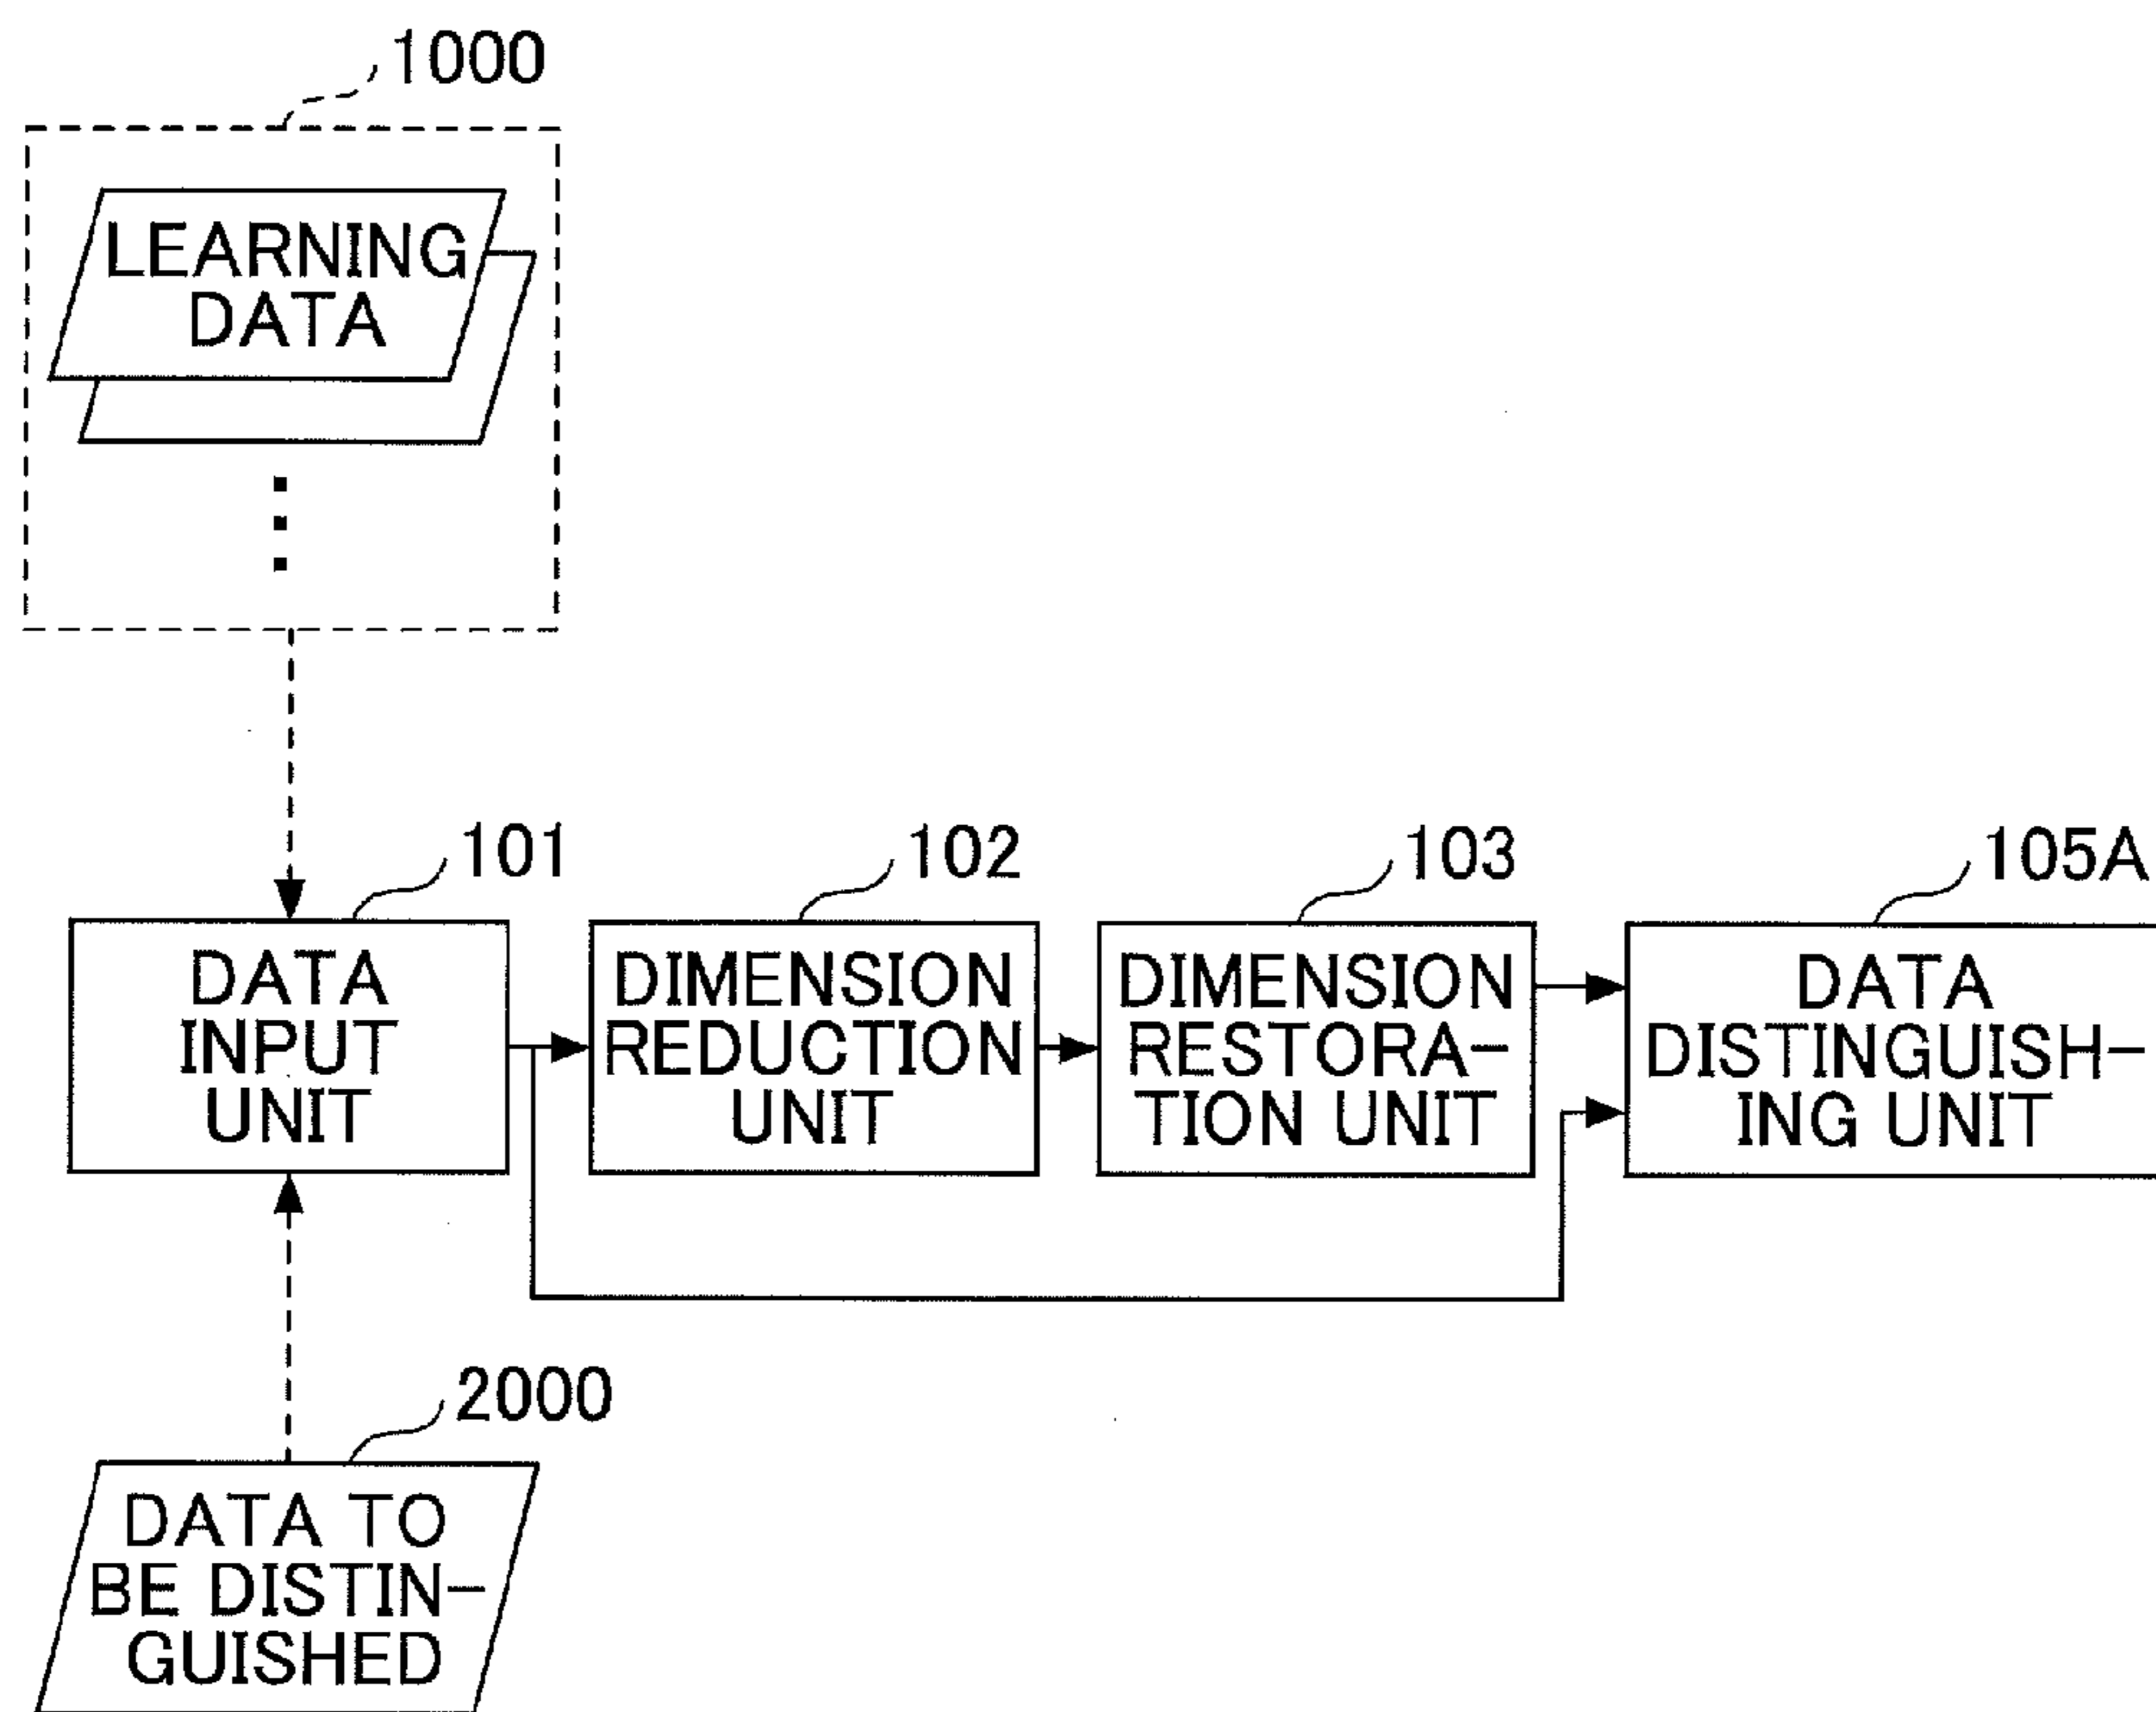 1000
LEARNING
DATA
101
102
103
105A
DATA
INPUT
UNIT
DIMENSION
REDUCTION
UNIT
DIMENSION
RESTORA-
TION UNIT
DATA
DISTINGUISH-
ING UNIT
2000
DATA TO
BE DISTIN-
GUISHED